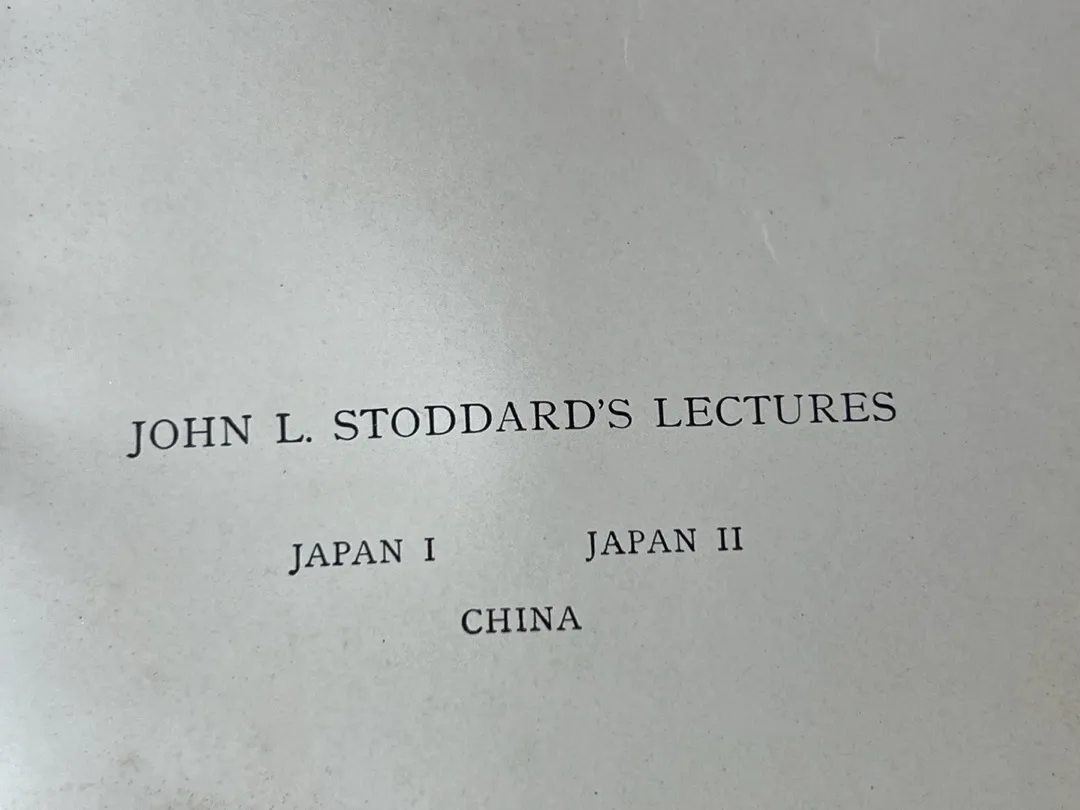 JOHN L. STODDARD'S LECTURES
JAPAN I JAPAN II
CHINA